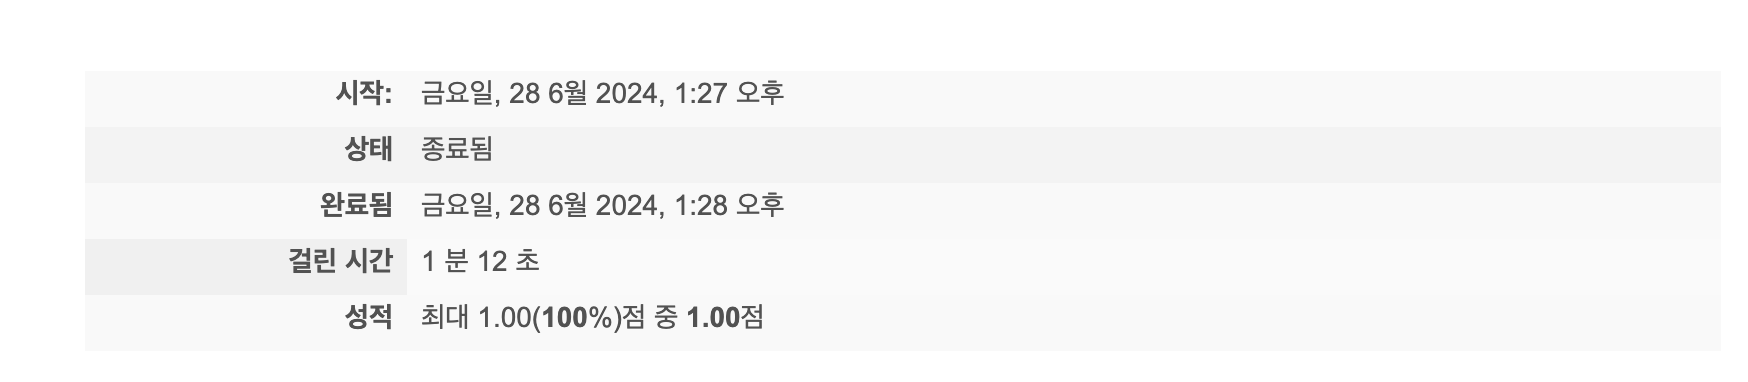 시작: 금요일, 28 6월 2024, 1:27 오후
상태 종료됨
완료됨 금요일, 28 6월 2024, 1:28 오후
걸린 시간 1 분 12 초
성적 최대 1.00(100%)점 중 1.00점